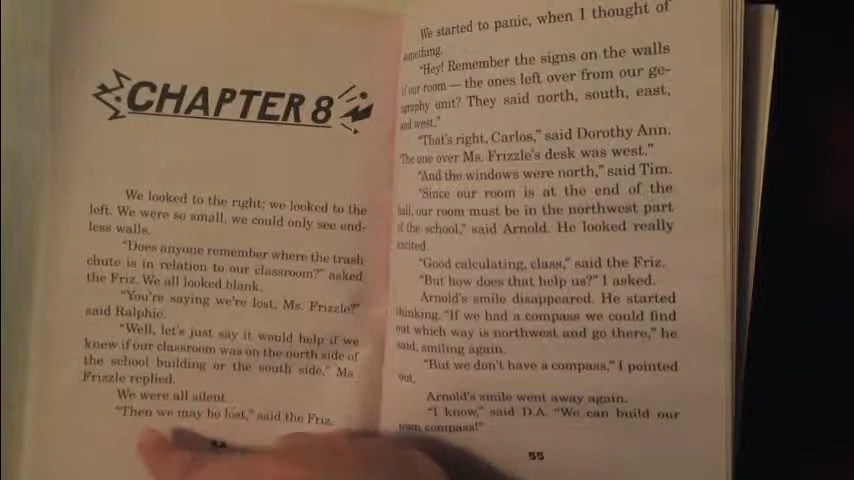 CHAPTER 8
We looked to the right; we looked to the
left. We were so small, we could only see end-
less walls.
"Does anyone remember where the trash
chute is in relation to our classroom?" asked
the Friz. We all looked blank.
"You're saying we're lost, Ms. Frizzle?"
said Ralphie.
"Well, let's just say it would help if we
knew if our classroom was on the north side of
the school building or the south side," Ms.
Frizzle replied.
We were all silent.
"Then we may be lost," said the Friz.
We started to panic, when I thought of
something.
"Hey! Remember the signs on the walls
of our room — the ones left over from our ge-
ography unit? They said north, south, east,
and west."
"That's right, Carlos," said Dorothy Ann.
The one over Ms. Frizzle's desk was west."
"And the windows were north," said Tim.
"Since our room is at the end of the
hall, our room must be in the northwest part
of the school," said Arnold. He looked really
excited.
"Good calculating, class," said the Friz.
"But how does that help us?" I asked.
Arnold's smile disappeared. He started
thinking. "If we had a compass we could find
out which way is northwest and go there," he
said, smiling again.
"But we don't have a compass," I pointed
out.
Arnold's smile went away again.
"I know," said D.A. "We can build our
own compass!"
55